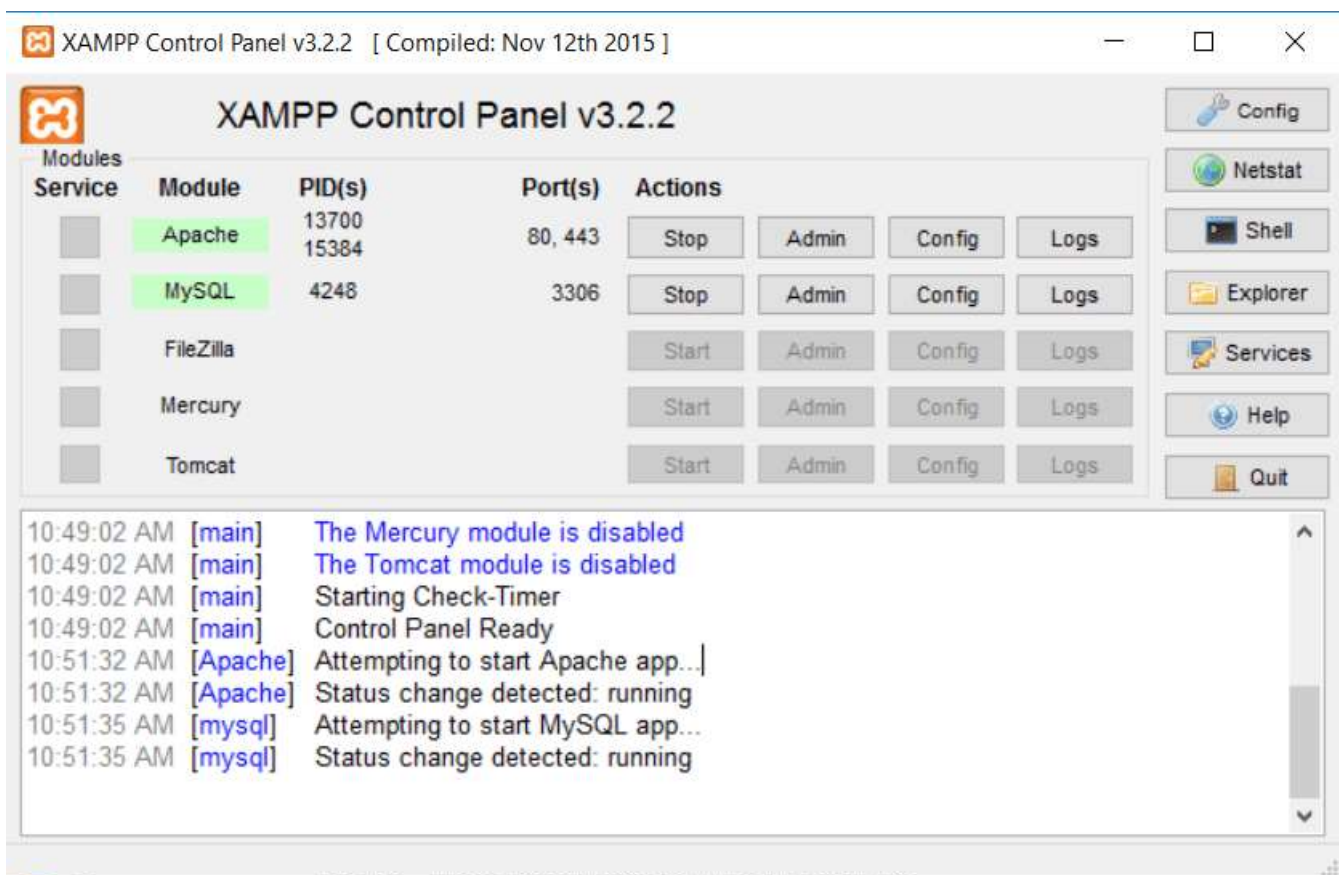 XAMPP Control Panel v3.2.2 [ Compiled: Nov 12th 2015 ]
XAMPP Control Panel v3.2.2
Config
Modules
Service Module PID(s) Port(s) Actions
Netstat
Apache 13700 15384 80, 443 Stop Admin Config Logs
Shell
MySQL 4248 3306 Stop Admin Config Logs
Explorer
FileZilla Start Admin Config Logs
Services
Mercury Start Admin Config Logs
Help
Tomcat Start Admin Config Logs
Quit
10:49:02 AM [main] The Mercury module is disabled
10:49:02 AM [main] The Tomcat module is disabled
10:49:02 AM [main] Starting Check-Timer
10:49:02 AM [main] Control Panel Ready
10:51:32 AM [Apache] Attempting to start Apache app...
10:51:32 AM [Apache] Status change detected: running
10:51:35 AM [mysql] Attempting to start MySQL app...
10:51:35 AM [mysql] Status change detected: running